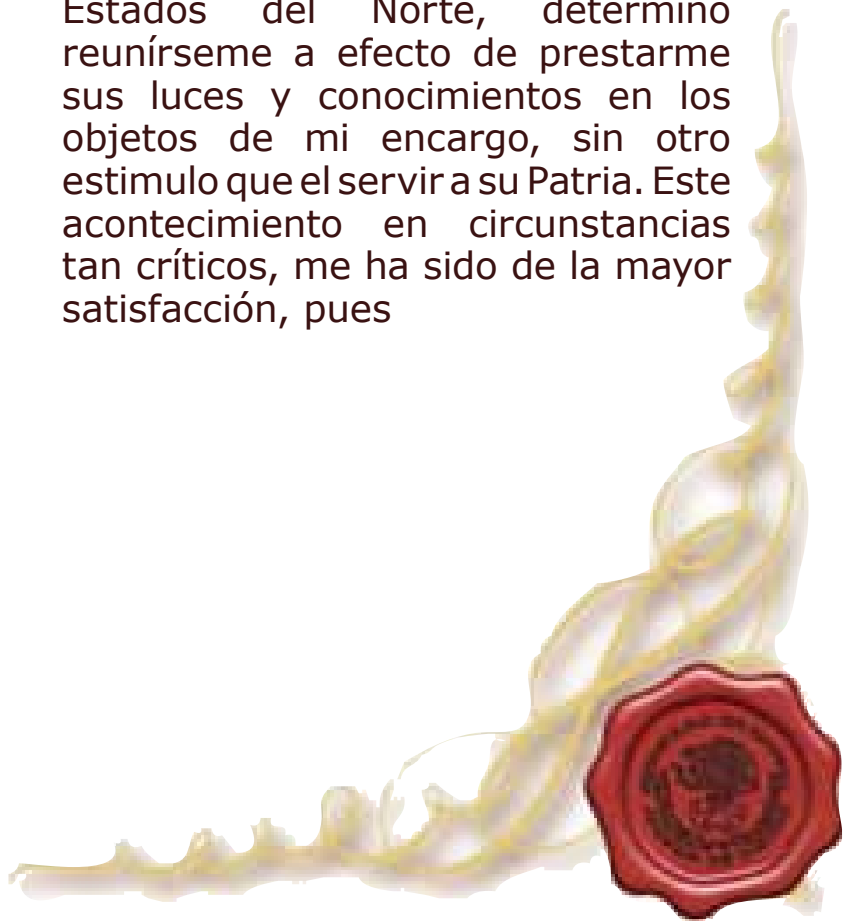 Estados del Norte, determinó
reunírseme a efecto de prestarme
sus luces y conocimientos en los
objetos de mi encargo, sin otro
estimulo que el servir a su Patria. Este
acontecimiento en circunstancias
tan críticos, me ha sido de la mayor
satisfacción, pues